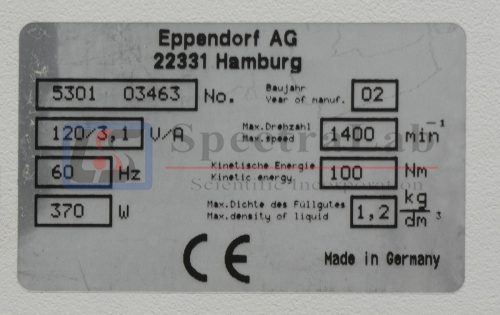 Eppendorf AG
22331 Hamburg
5301 03463 No.
Baujahr
Year of manuf. 02
120/3,1 V/A
Max.Drehzahl
Max.speed 1400 min⁻¹
60 Hz
Kinetische Energie
Kinetic energy 100 Nm
370 W
Max.Dichte des Füllgutes
Max.density of liquid 1,2 kg/dm³
CE
Made in Germany
SpectraLab
Scientific Incorporation